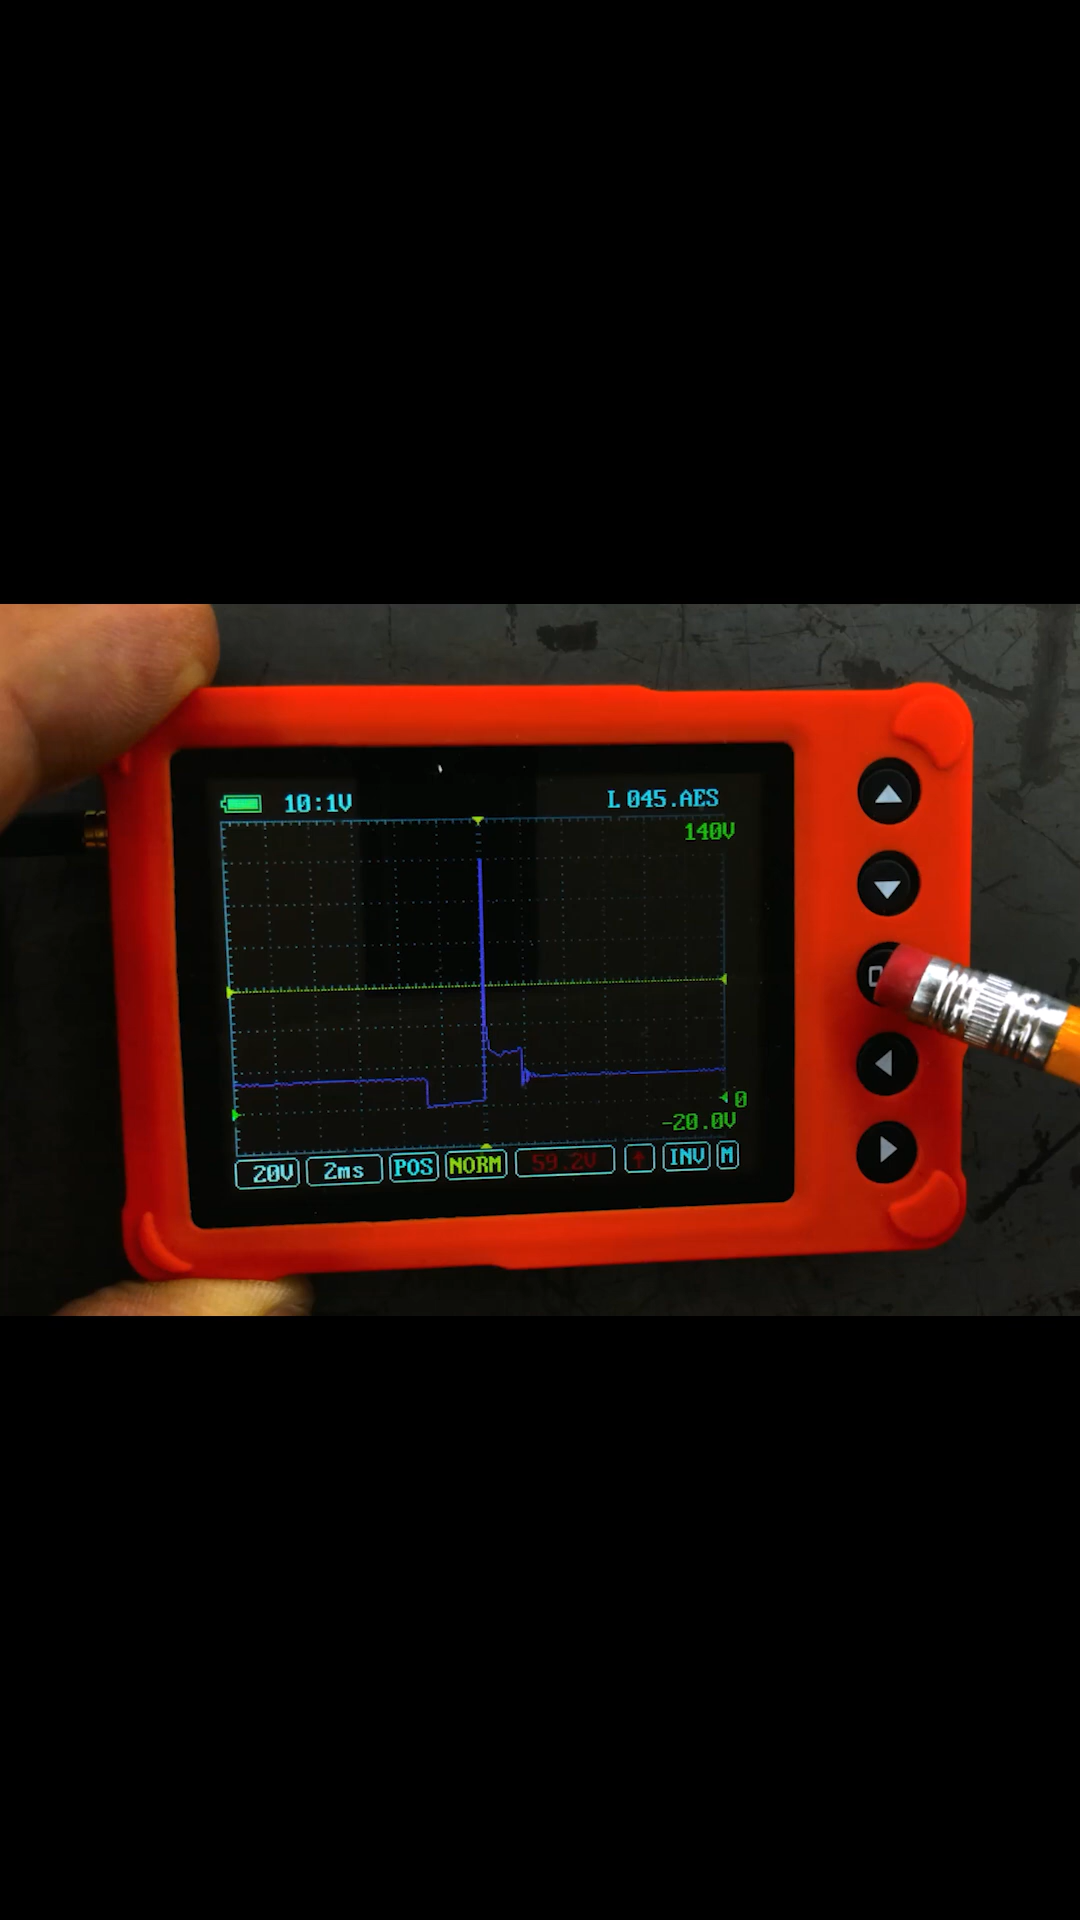 10:1V L 045.AES
140V
0
-20.0V
20V 2ms POS NORM 59.2V ↑ INV M